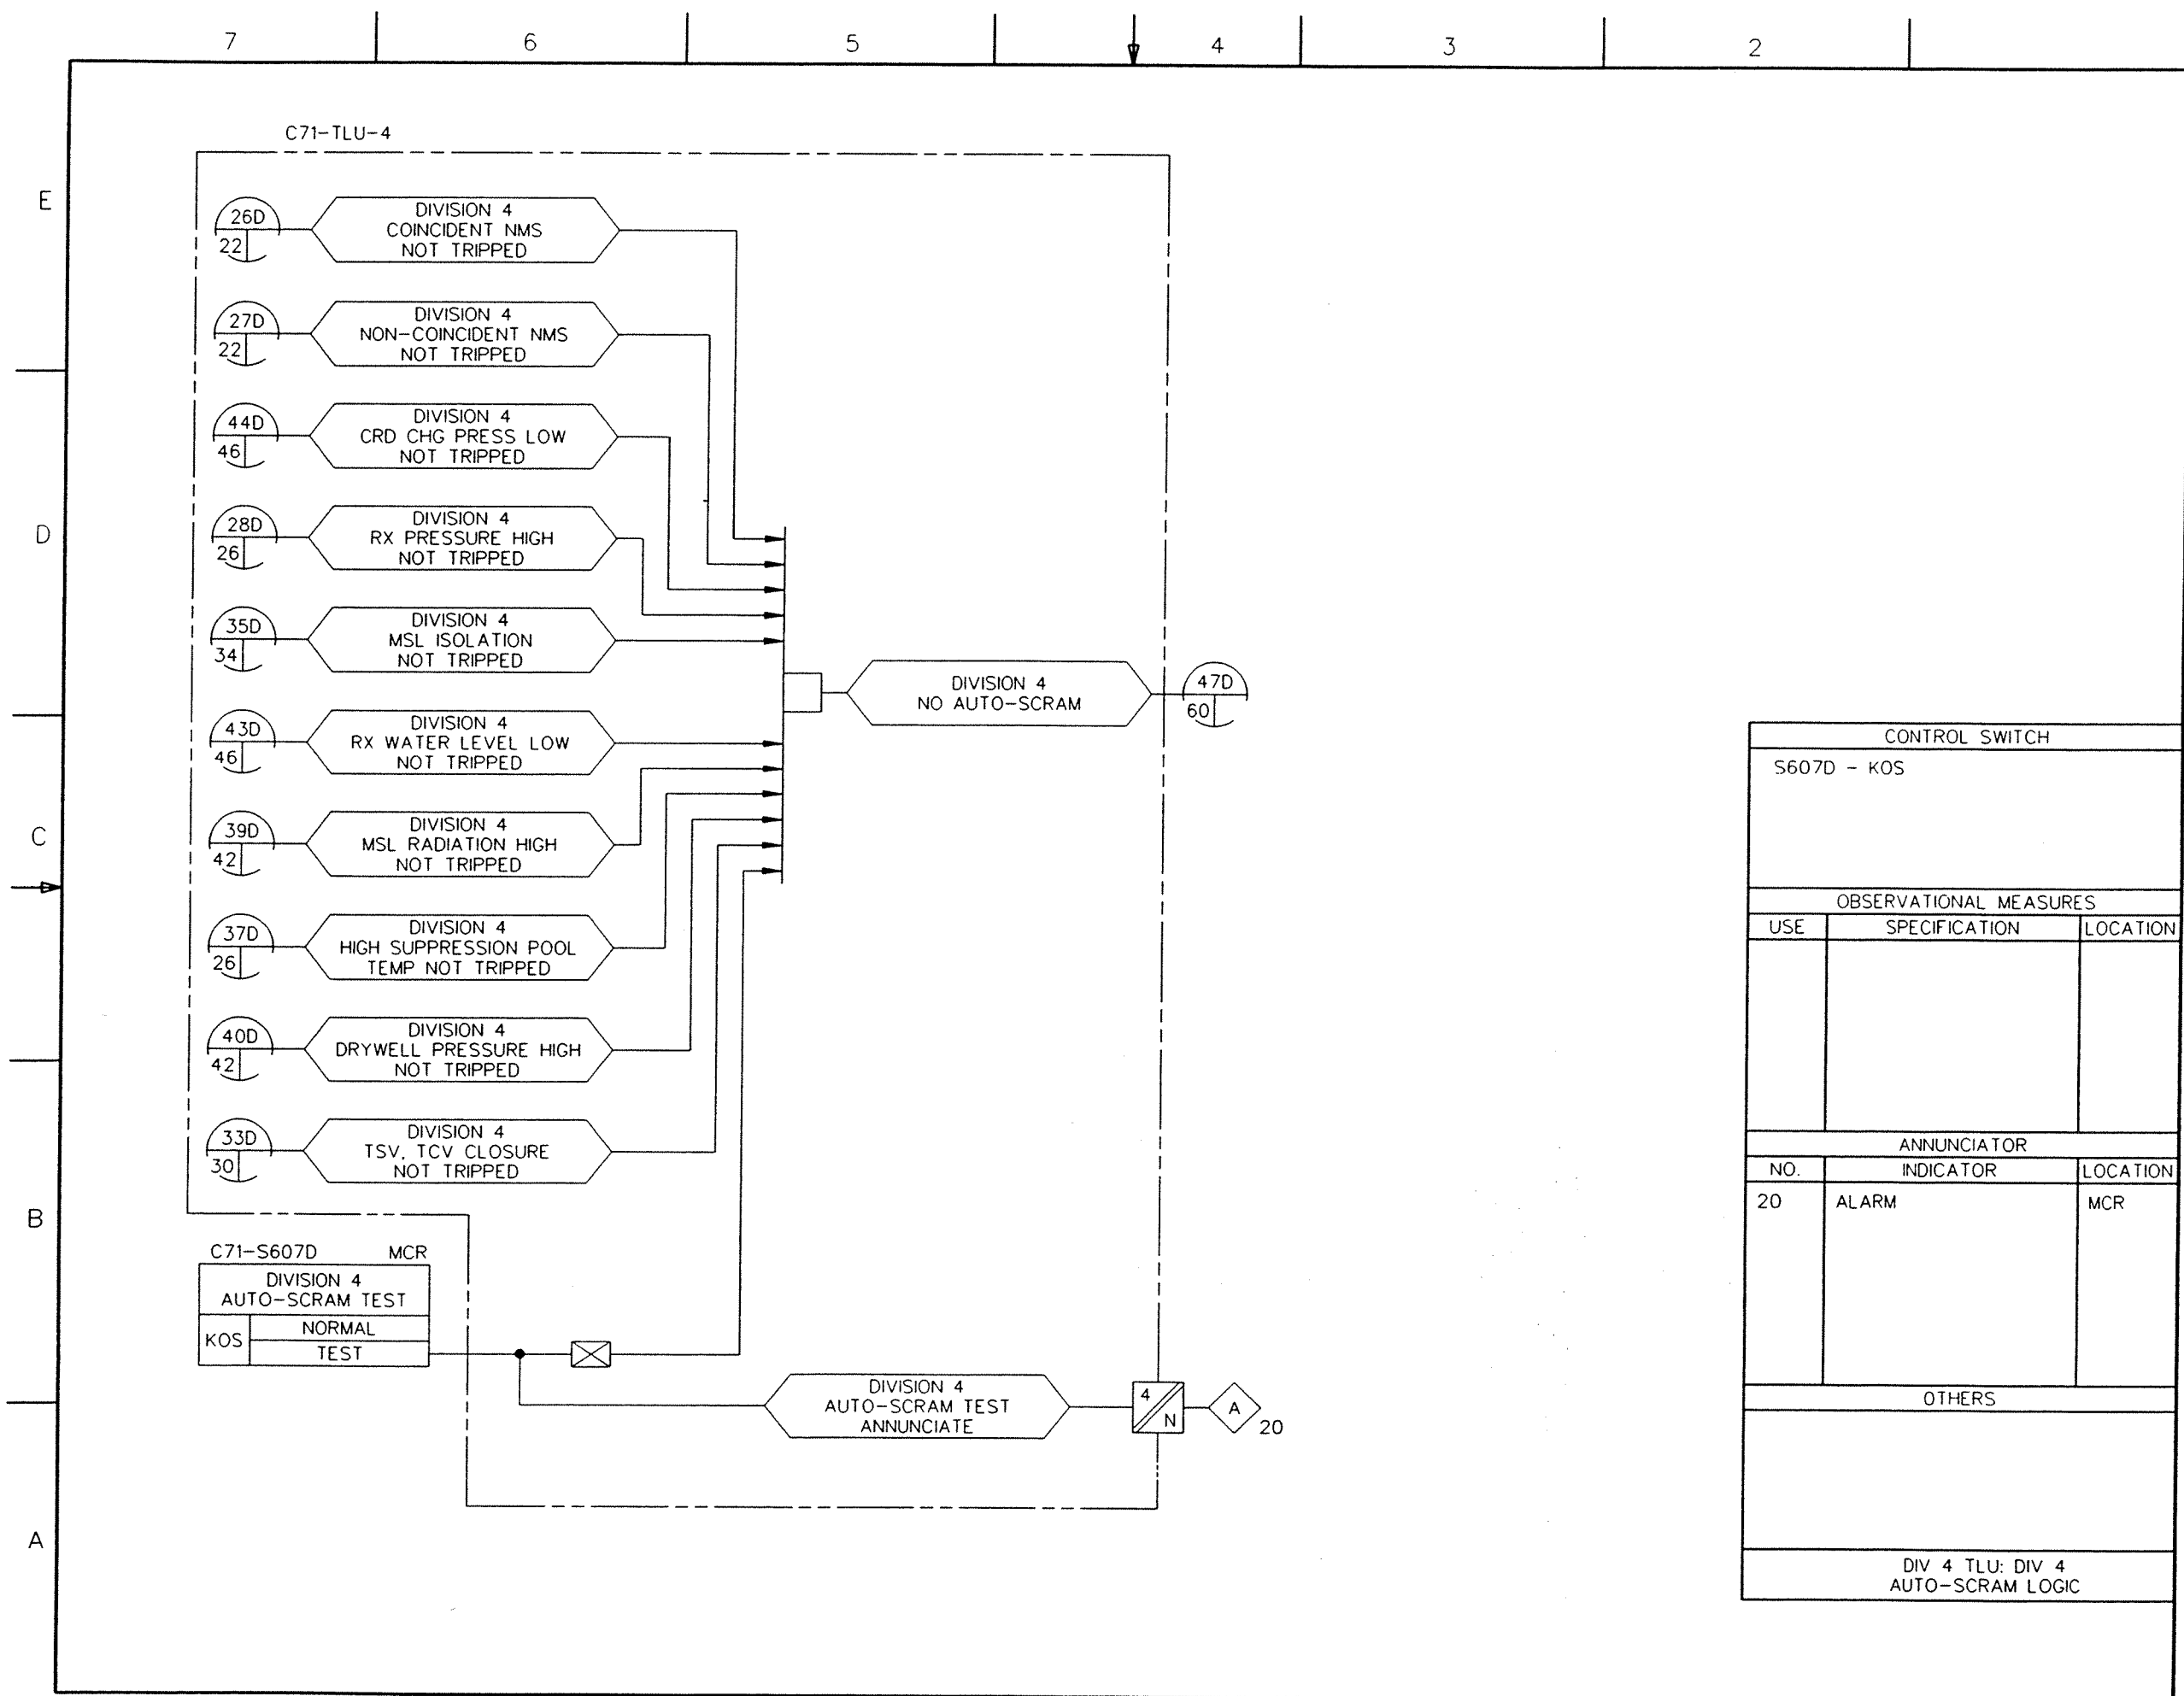 7 6 5 4 3 2
E
D
C
B
A
C71-TLU-4
26D
22
DIVISION 4
COINCIDENT NMS
NOT TRIPPED
27D
22
DIVISION 4
NON-COINCIDENT NMS
NOT TRIPPED
44D
46
DIVISION 4
CRD CHG PRESS LOW
NOT TRIPPED
28D
26
DIVISION 4
RX PRESSURE HIGH
NOT TRIPPED
35D
34
DIVISION 4
MSL ISOLATION
NOT TRIPPED
43D
46
DIVISION 4
RX WATER LEVEL LOW
NOT TRIPPED
39D
42
DIVISION 4
MSL RADIATION HIGH
NOT TRIPPED
37D
26
DIVISION 4
HIGH SUPPRESSION POOL
TEMP NOT TRIPPED
40D
42
DIVISION 4
DRYWELL PRESSURE HIGH
NOT TRIPPED
33D
30
DIVISION 4
TSV, TCV CLOSURE
NOT TRIPPED
DIVISION 4
NO AUTO-SCRAM
47D
60
C71-S607D MCR
DIVISION 4
AUTO-SCRAM TEST
KOS
NORMAL
TEST
DIVISION 4
AUTO-SCRAM TEST
ANNUNCIATE
4
N
A
20
CONTROL SWITCH
S607D - KOS
OBSERVATIONAL MEASURES
USE SPECIFICATION LOCATION
ANNUNCIATOR
NO. INDICATOR LOCATION
20 ALARM MCR
OTHERS
DIV 4 TLU: DIV 4
AUTO-SCRAM LOGIC